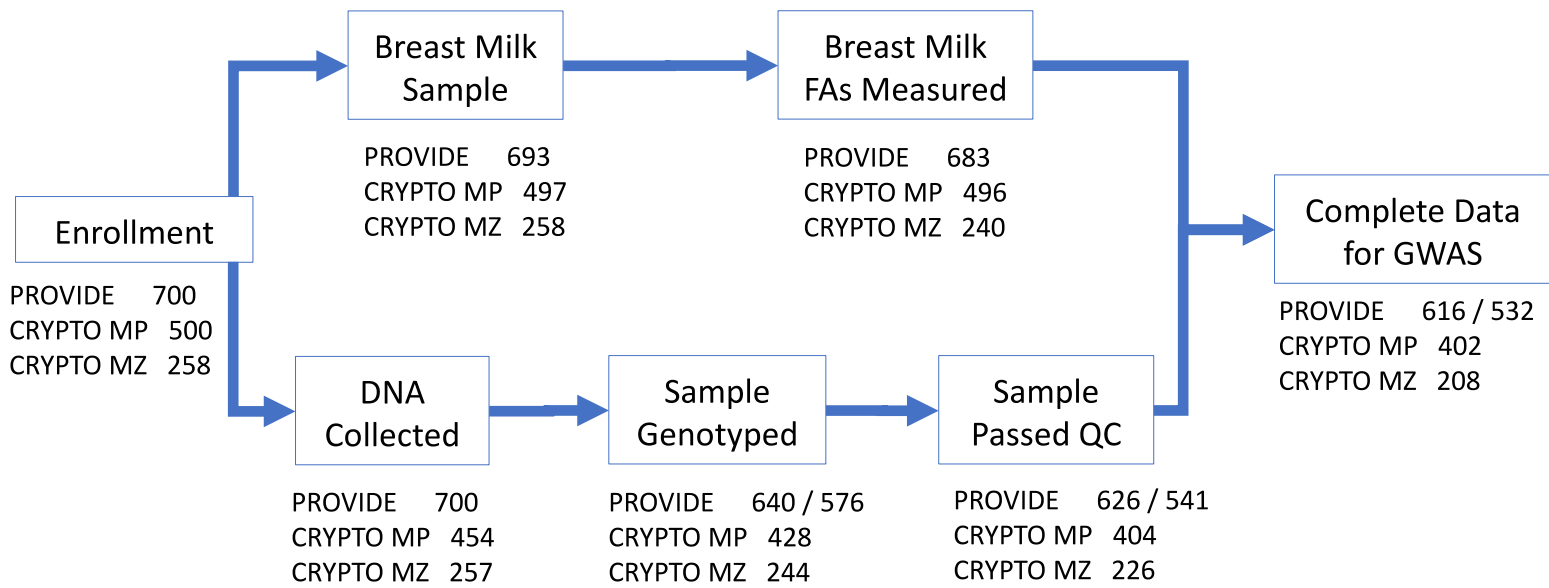 Breast Milk
Sample
PROVIDE 693
CRYPTO MP 497
CRYPTO MZ 258
Breast Milk
FAs Measured
PROVIDE 683
CRYPTO MP 496
CRYPTO MZ 240
Enrollment
PROVIDE 700
CRYPTO MP 500
CRYPTO MZ 258
Complete Data
for GWAS
PROVIDE 616 / 532
CRYPTO MP 402
CRYPTO MZ 208
DNA
Collected
PROVIDE 700
CRYPTO MP 454
CRYPTO MZ 257
Sample
Genotyped
PROVIDE 640 / 576
CRYPTO MP 428
CRYPTO MZ 244
Sample
Passed QC
PROVIDE 626 / 541
CRYPTO MP 404
CRYPTO MZ 226